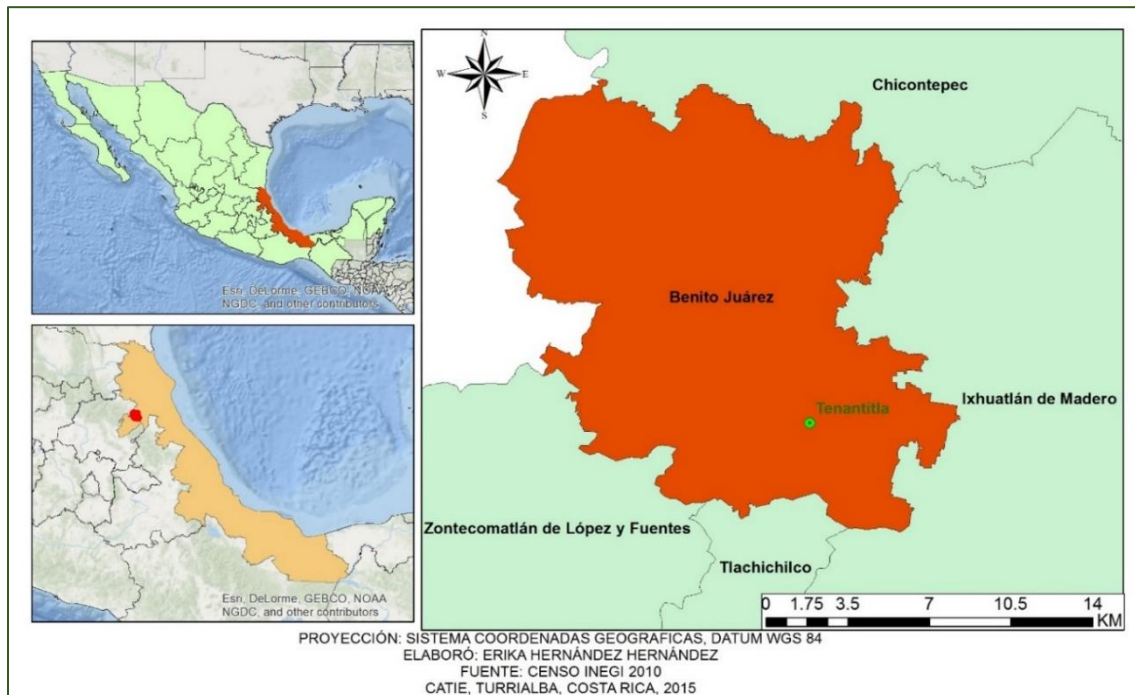 Esri, DeLorme, GEBCO, NOAA
NGDC, and other contributors
Esri, DeLorme, GEBCO, NOAA
NGDC, and other contributors
N
W E
S
Chicontepec
Benito Juárez
Ixhuatlán de Madero
Tenantitla
Zontecomatlán de López y Fuentes
Tlachichilco
0 1.75 3.5 7 10.5 14
KM
PROYECCIÓN: SISTEMA COORDENADAS GEOGRAFICAS, DATUM WGS 84
ELABORÓ: ERIKA HERNÁNDEZ HERNÁNDEZ
FUENTE: CENSO INEGI 2010
CATIE, TURRIALBA, COSTA RICA, 2015